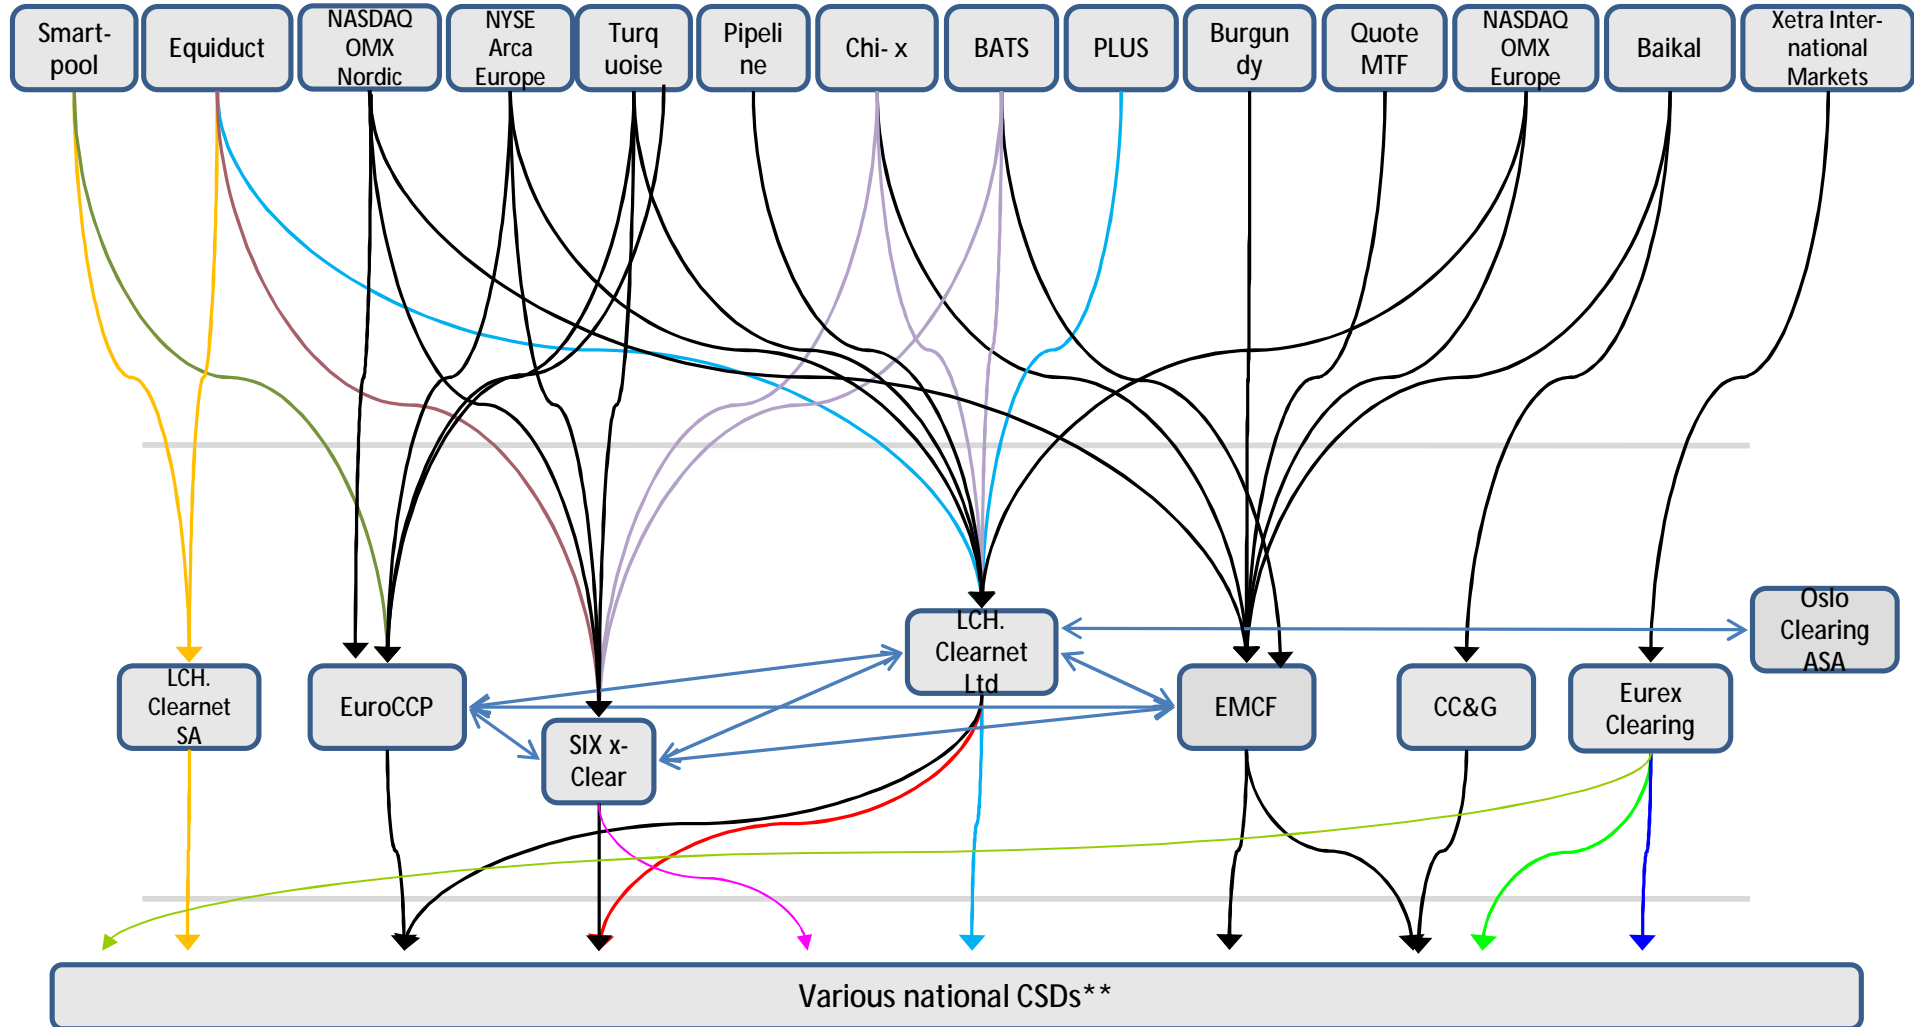 Smart-
pool
Equiduct
NASDAQ
OMX
Nordic
NYSE
Arca
Europe
Turq
uoise
Pipeli
ne
Chi- x
BATS
PLUS
Burgun
dy
Quote
MTF
NASDAQ
OMX
Europe
Baikal
Xetra Inter-
national
Markets
LCH.
Clearnet
SA
EuroCCP
SIX x-
Clear
LCH.
Clearnet
Ltd
EMCF
CC&G
Eurex
Clearing
Oslo
Clearing
ASA
Various national CSDs**